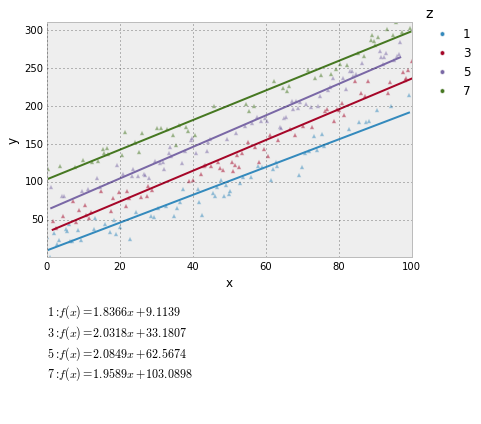 z
1
3
5
7
300
250
200
150
100
50
y
0 20 40 60 80 100
x
1 : f(x) = 1.8366x + 9.1139
3 : f(x) = 2.0318x + 33.1807
5 : f(x) = 2.0849x + 62.5674
7 : f(x) = 1.9589x + 103.0898